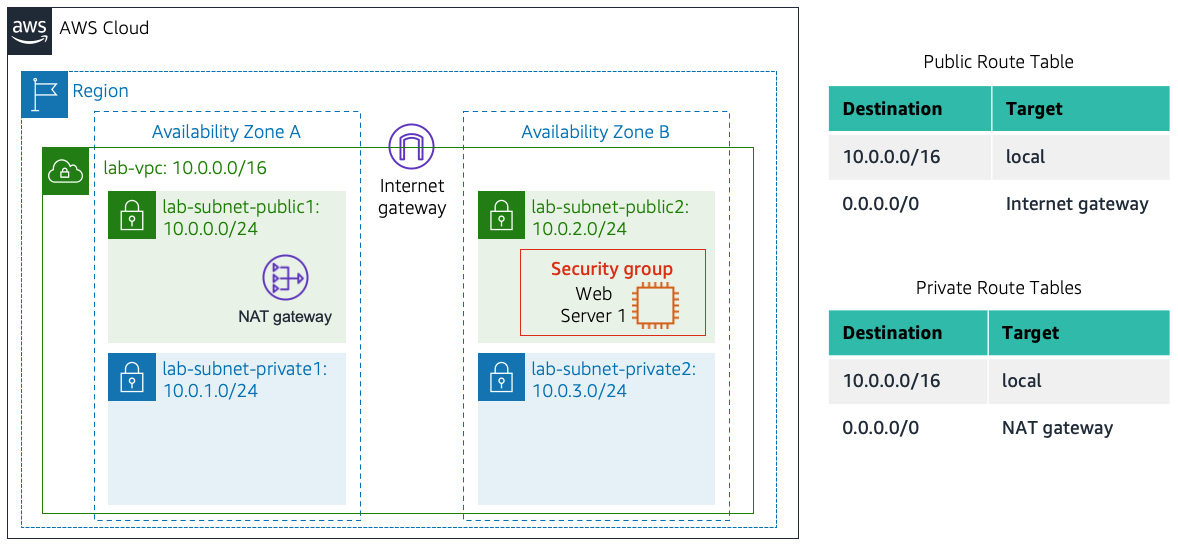 aws
AWS Cloud
Region
Availability Zone A
Availability Zone B
lab-vpc: 10.0.0.0/16
Internet
gateway
lab-subnet-public1:
10.0.0.0/24
NAT gateway
lab-subnet-public2:
10.0.2.0/24
Security group
Web
Server 1
lab-subnet-private1:
10.0.1.0/24
lab-subnet-private2:
10.0.3.0/24
Public Route Table
Destination Target
10.0.0.0/16 local
0.0.0.0/0 Internet gateway
Private Route Tables
Destination Target
10.0.0.0/16 local
0.0.0.0/0 NAT gateway